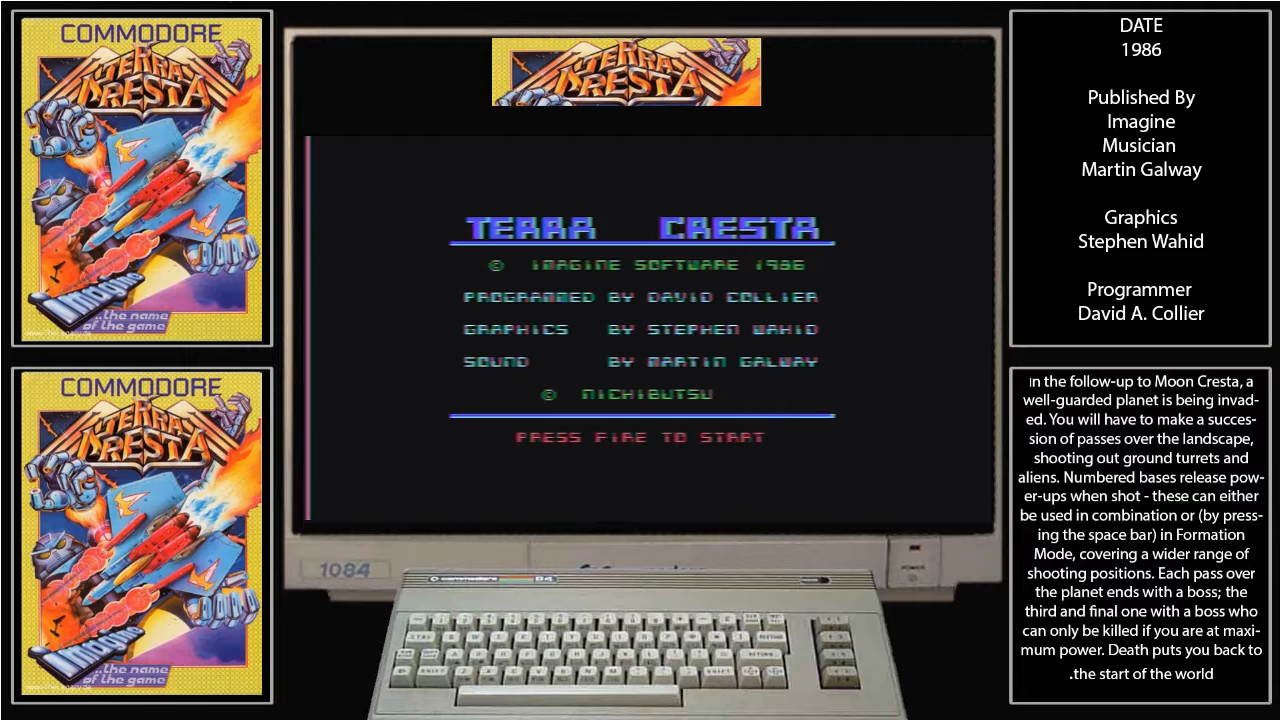 COMMODORE
TERRA
CRESTA
Imagine
...the name
of the game
COMMODORE
TERRA
CRESTA
Imagine
...the name
of the game
TERRA
CRESTA
TERRA CRESTA
© IMAGINE SOFTWARE 1986
PROGRAMMED BY DAVID COLLIER
GRAPHICS BY STEPHEN WAHID
SOUND BY MARTIN GALWAY
© NICHIBUTSU
PRESS FIRE TO START
1084
commodore 64
POWER
DATE
1986
Published By
Imagine
Musician
Martin Galway
Graphics
Stephen Wahid
Programmer
David A. Collier
In the follow-up to Moon Cresta, a
well-guarded planet is being invad-
ed. You will have to make a succes-
sion of passes over the landscape,
shooting out ground turrets and
aliens. Numbered bases release pow-
er-ups when shot - these can either
be used in combination or (by press-
ing the space bar) in Formation
Mode, covering a wider range of
shooting positions. Each pass over
the planet ends with a boss; the
third and final one with a boss who
can only be killed if you are at maxi-
mum power. Death puts you back to
.the start of the world